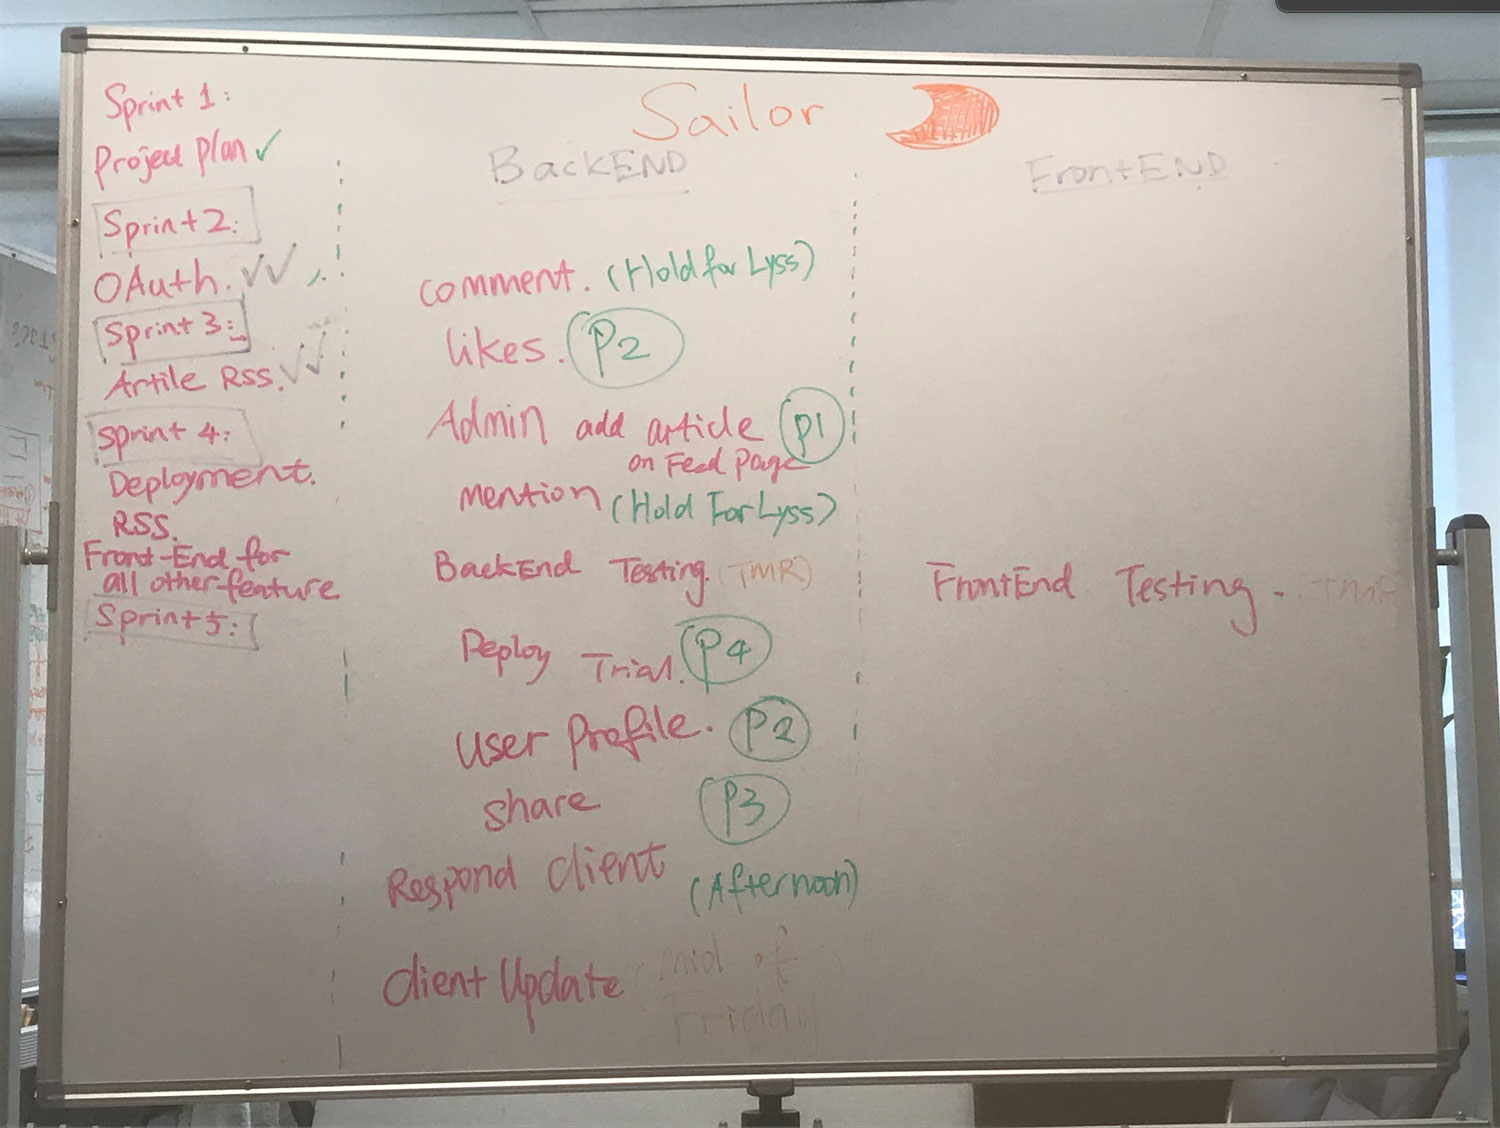 Sailor
Sprint 1:
Project plan ✓
Sprint 2:
OAuth. ✓✓
Sprint 3:
Artile RSS. ✓✓
Sprint 4:
Deployment.
RSS.
Front-End for
all other feature
Sprint 5:
BackEND
comment. (Hold for Lyss)
likes. P2
Admin add article P1
on Feed page
mention (Hold For Lyss)
BackEnd Testing. (TMR)
Deploy Trial. P4
User Profile. P2
share P3
Respond Client (Afternoon)
Client Update (Mid of
Friday)
FrontEND
FrontEnd Testing. (TMR)